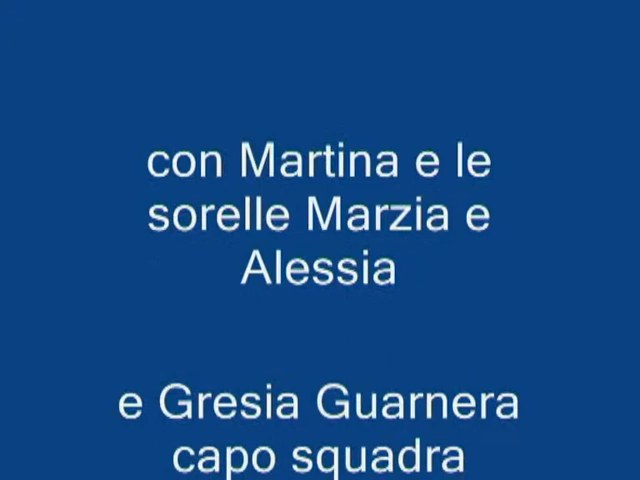 con Martina e le
sorelle Marzia e
Alessia
e Gresia Guarnera
capo squadra